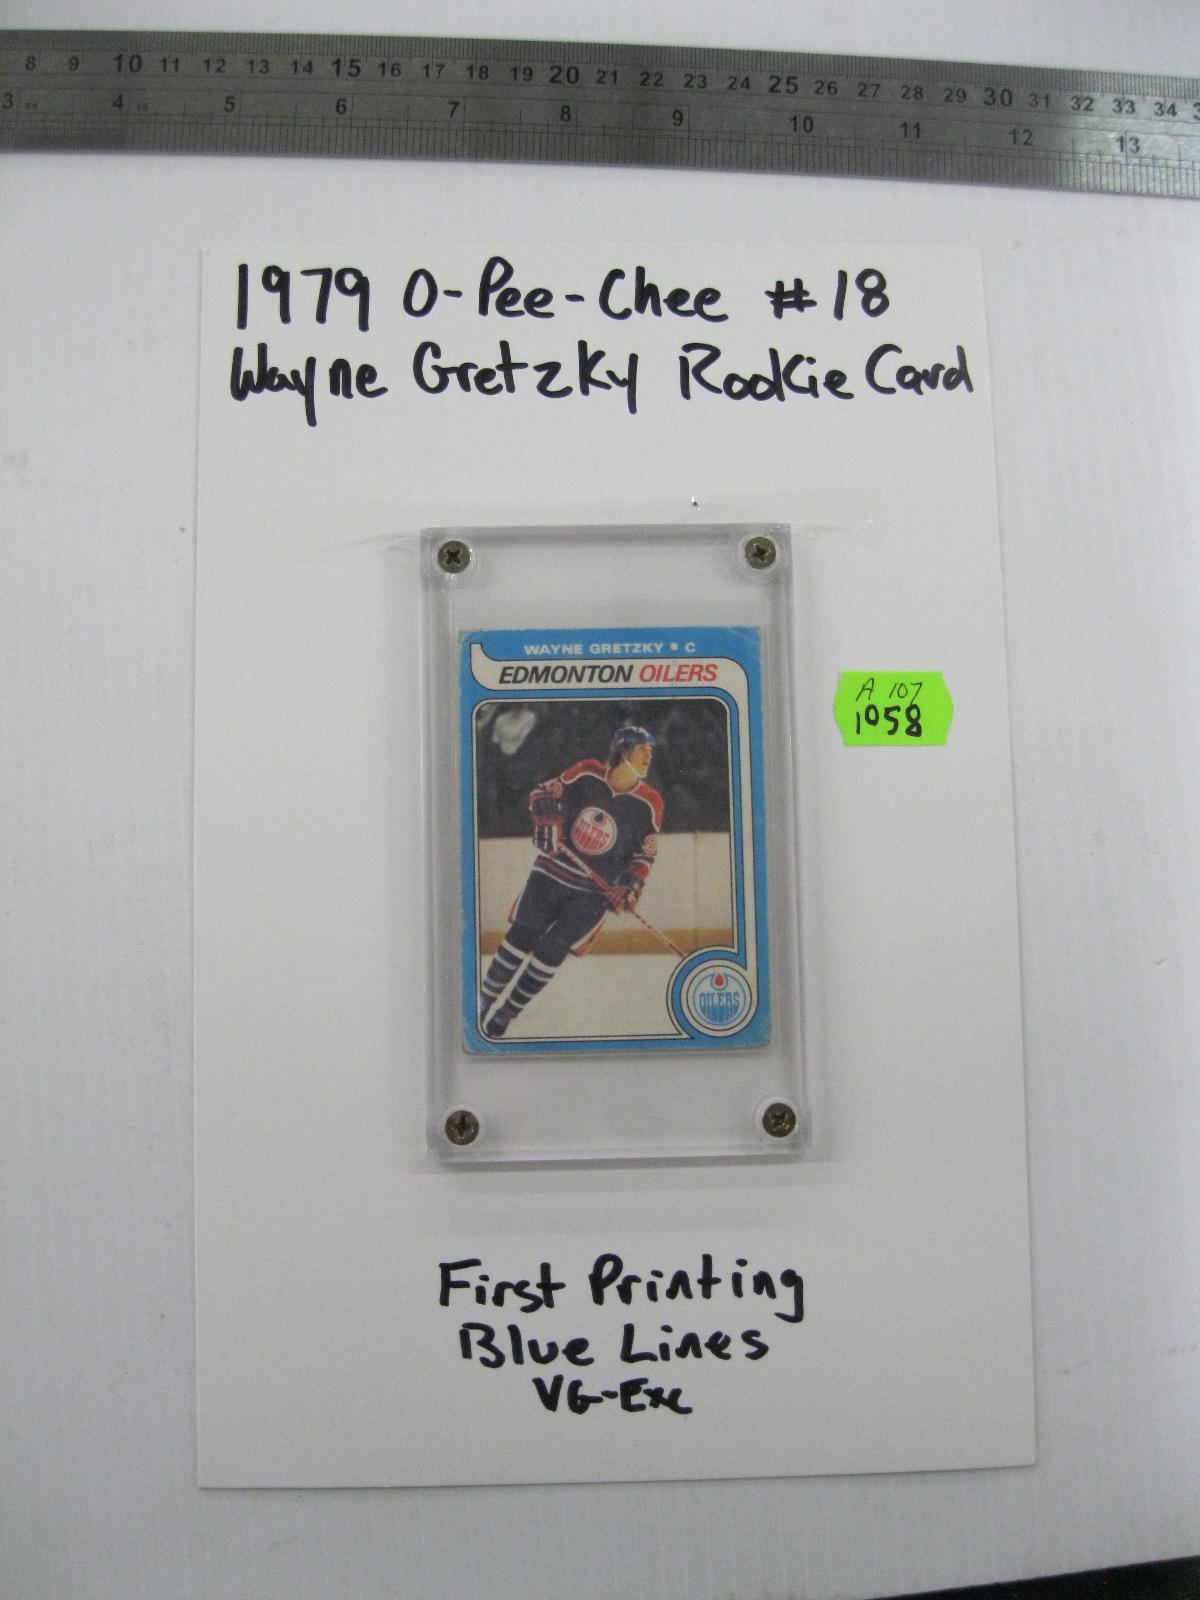 8 9 10 11 12 13 14 15 16 17 18 19 20 21 22 23 24 25 26 27 28 29 30 31 32 33 34
3 4 5 6 7 8 9 10 11 12 13
1979 O-Pee-Chee #18
Wayne Gretzky Rookie Card
WAYNE GRETZKY • C
EDMONTON OILERS
A 107
1058
OILERS
OILERS
First Printing
Blue Lines
VG-Exc